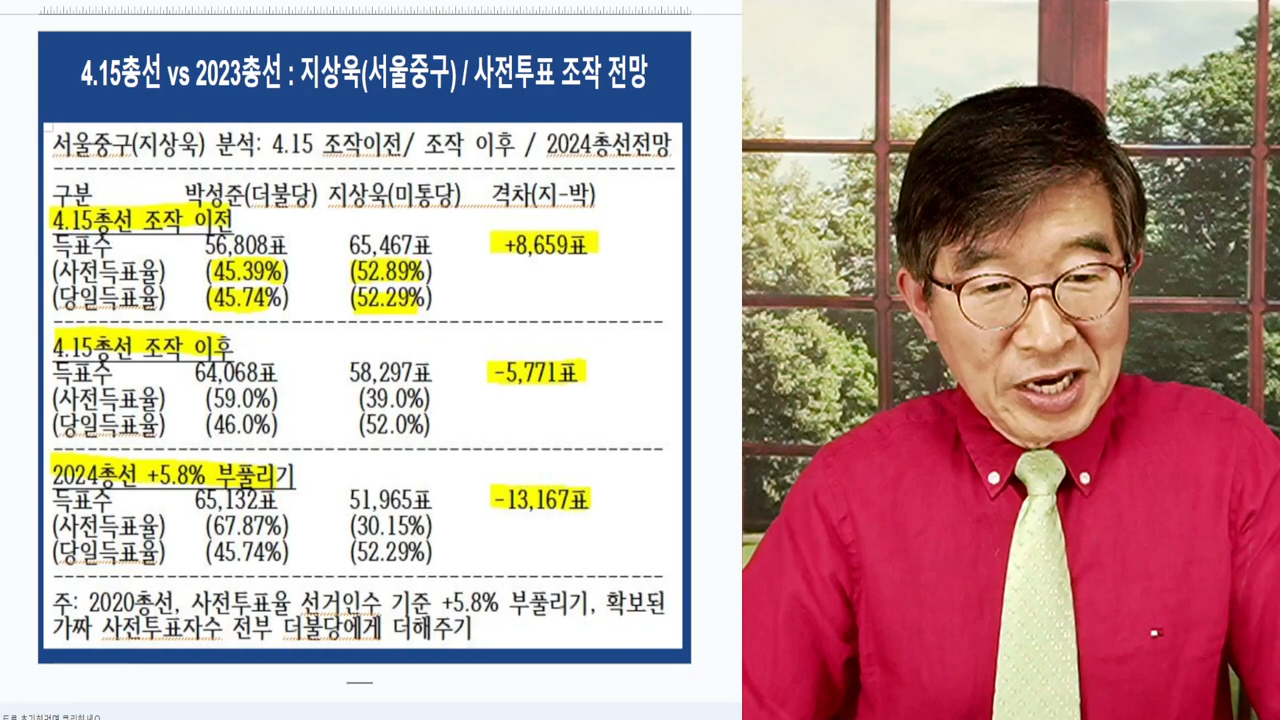 4.15총선 vs 2023총선 : 지상욱(서울중구) / 사전투표 조작 전망
서울중구(지상욱) 분석: 4.15 조작이전/ 조작 이후 / 2024총선전망
구분 박성준(더불당) 지상욱(미통당) 격차(지-박)
4.15총선 조작 이전
득표수 56,808표 65,467표 +8,659표
(사전득표율) (45.39%) (52.89%)
(당일득표율) (45.74%) (52.29%)
4.15총선 조작 이후
득표수 64,068표 58,297표 -5,771표
(사전득표율) (59.0%) (39.0%)
(당일득표율) (46.0%) (52.0%)
2024총선 +5.8% 부풀리기
득표수 65,132표 51,965표 -13,167표
(사전득표율) (67.87%) (30.15%)
(당일득표율) (45.74%) (52.29%)
주: 2020총선, 사전투표율 선거인수 기준 +5.8% 부풀리기, 확보된
가짜 사전투표자수 전부 더불당에게 더해주기